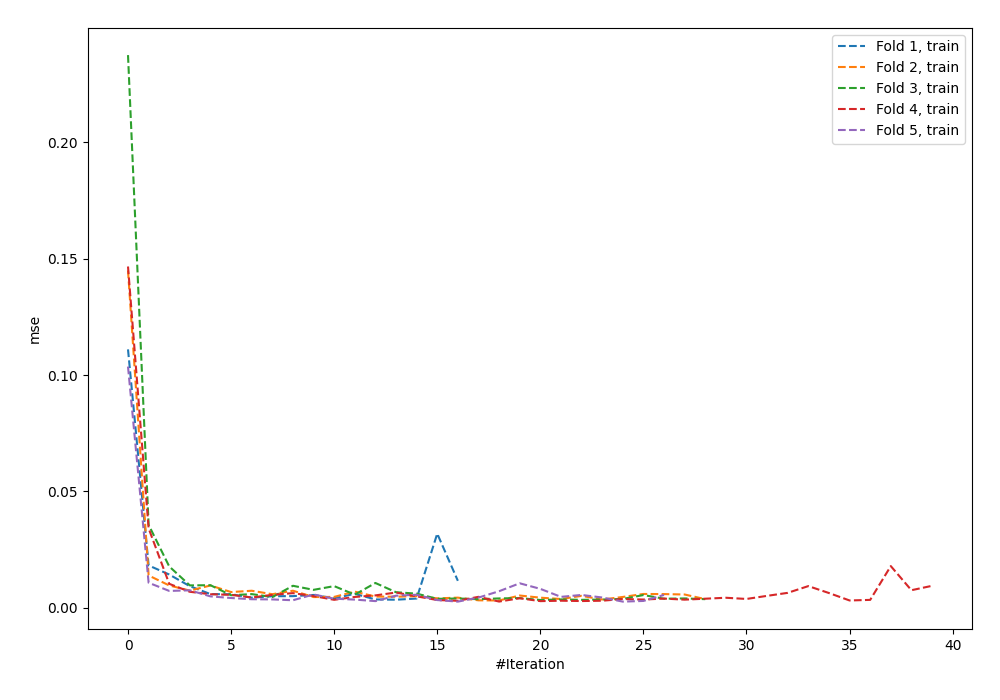 Fold 1, train
Fold 2, train
Fold 3, train
Fold 4, train
Fold 5, train
mse
0.20
0.15
0.10
0.05
0.00
0 5 10 15 20 25 30 35 40
#Iteration